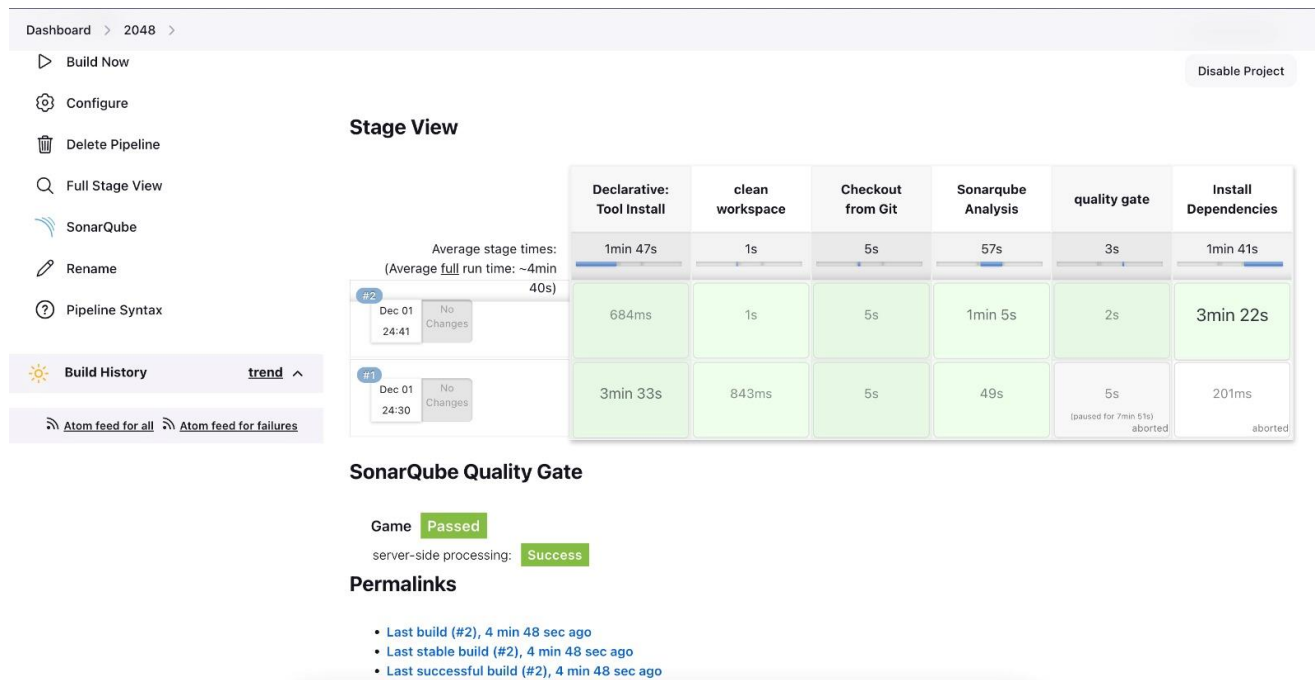 Dashboard > 2048 >
Build Now
Configure
Delete Pipeline
Full Stage View
SonarQube
Rename
Pipeline Syntax
Build History trend
Atom feed for all Atom feed for failures
Disable Project
Stage View
Declarative: Tool Install
clean workspace
Checkout from Git
Sonarqube Analysis
quality gate
Install Dependencies
Average stage times:
(Average full run time: ~4min
40s)
1min 47s 1s 5s 57s 3s 1min 41s
#2
Dec 01
24:41
No
Changes
684ms 1s 5s 1min 5s 2s 3min 22s
#1
Dec 01
24:30
No
Changes
3min 33s 843ms 5s 49s 5s 201ms
(paused for 7min 51s)
aborted aborted
SonarQube Quality Gate
Game Passed
server-side processing: Success
Permalinks
• Last build (#2), 4 min 48 sec ago
• Last stable build (#2), 4 min 48 sec ago
• Last successful build (#2), 4 min 48 sec ago